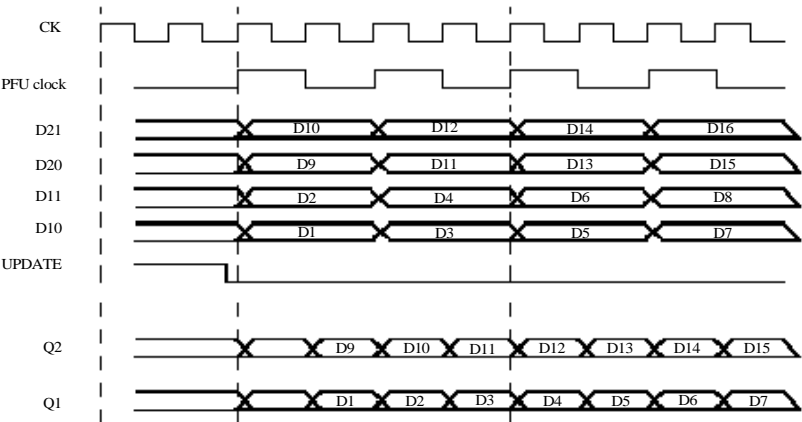 CK
PFU clock
D21 D10 D12 D14 D16
D20 D9 D11 D13 D15
D11 D2 D4 D6 D8
D10 D1 D3 D5 D7
UPDATE
Q2 D9 D10 D11 D12 D13 D14 D15
Q1 D1 D2 D3 D4 D5 D6 D7